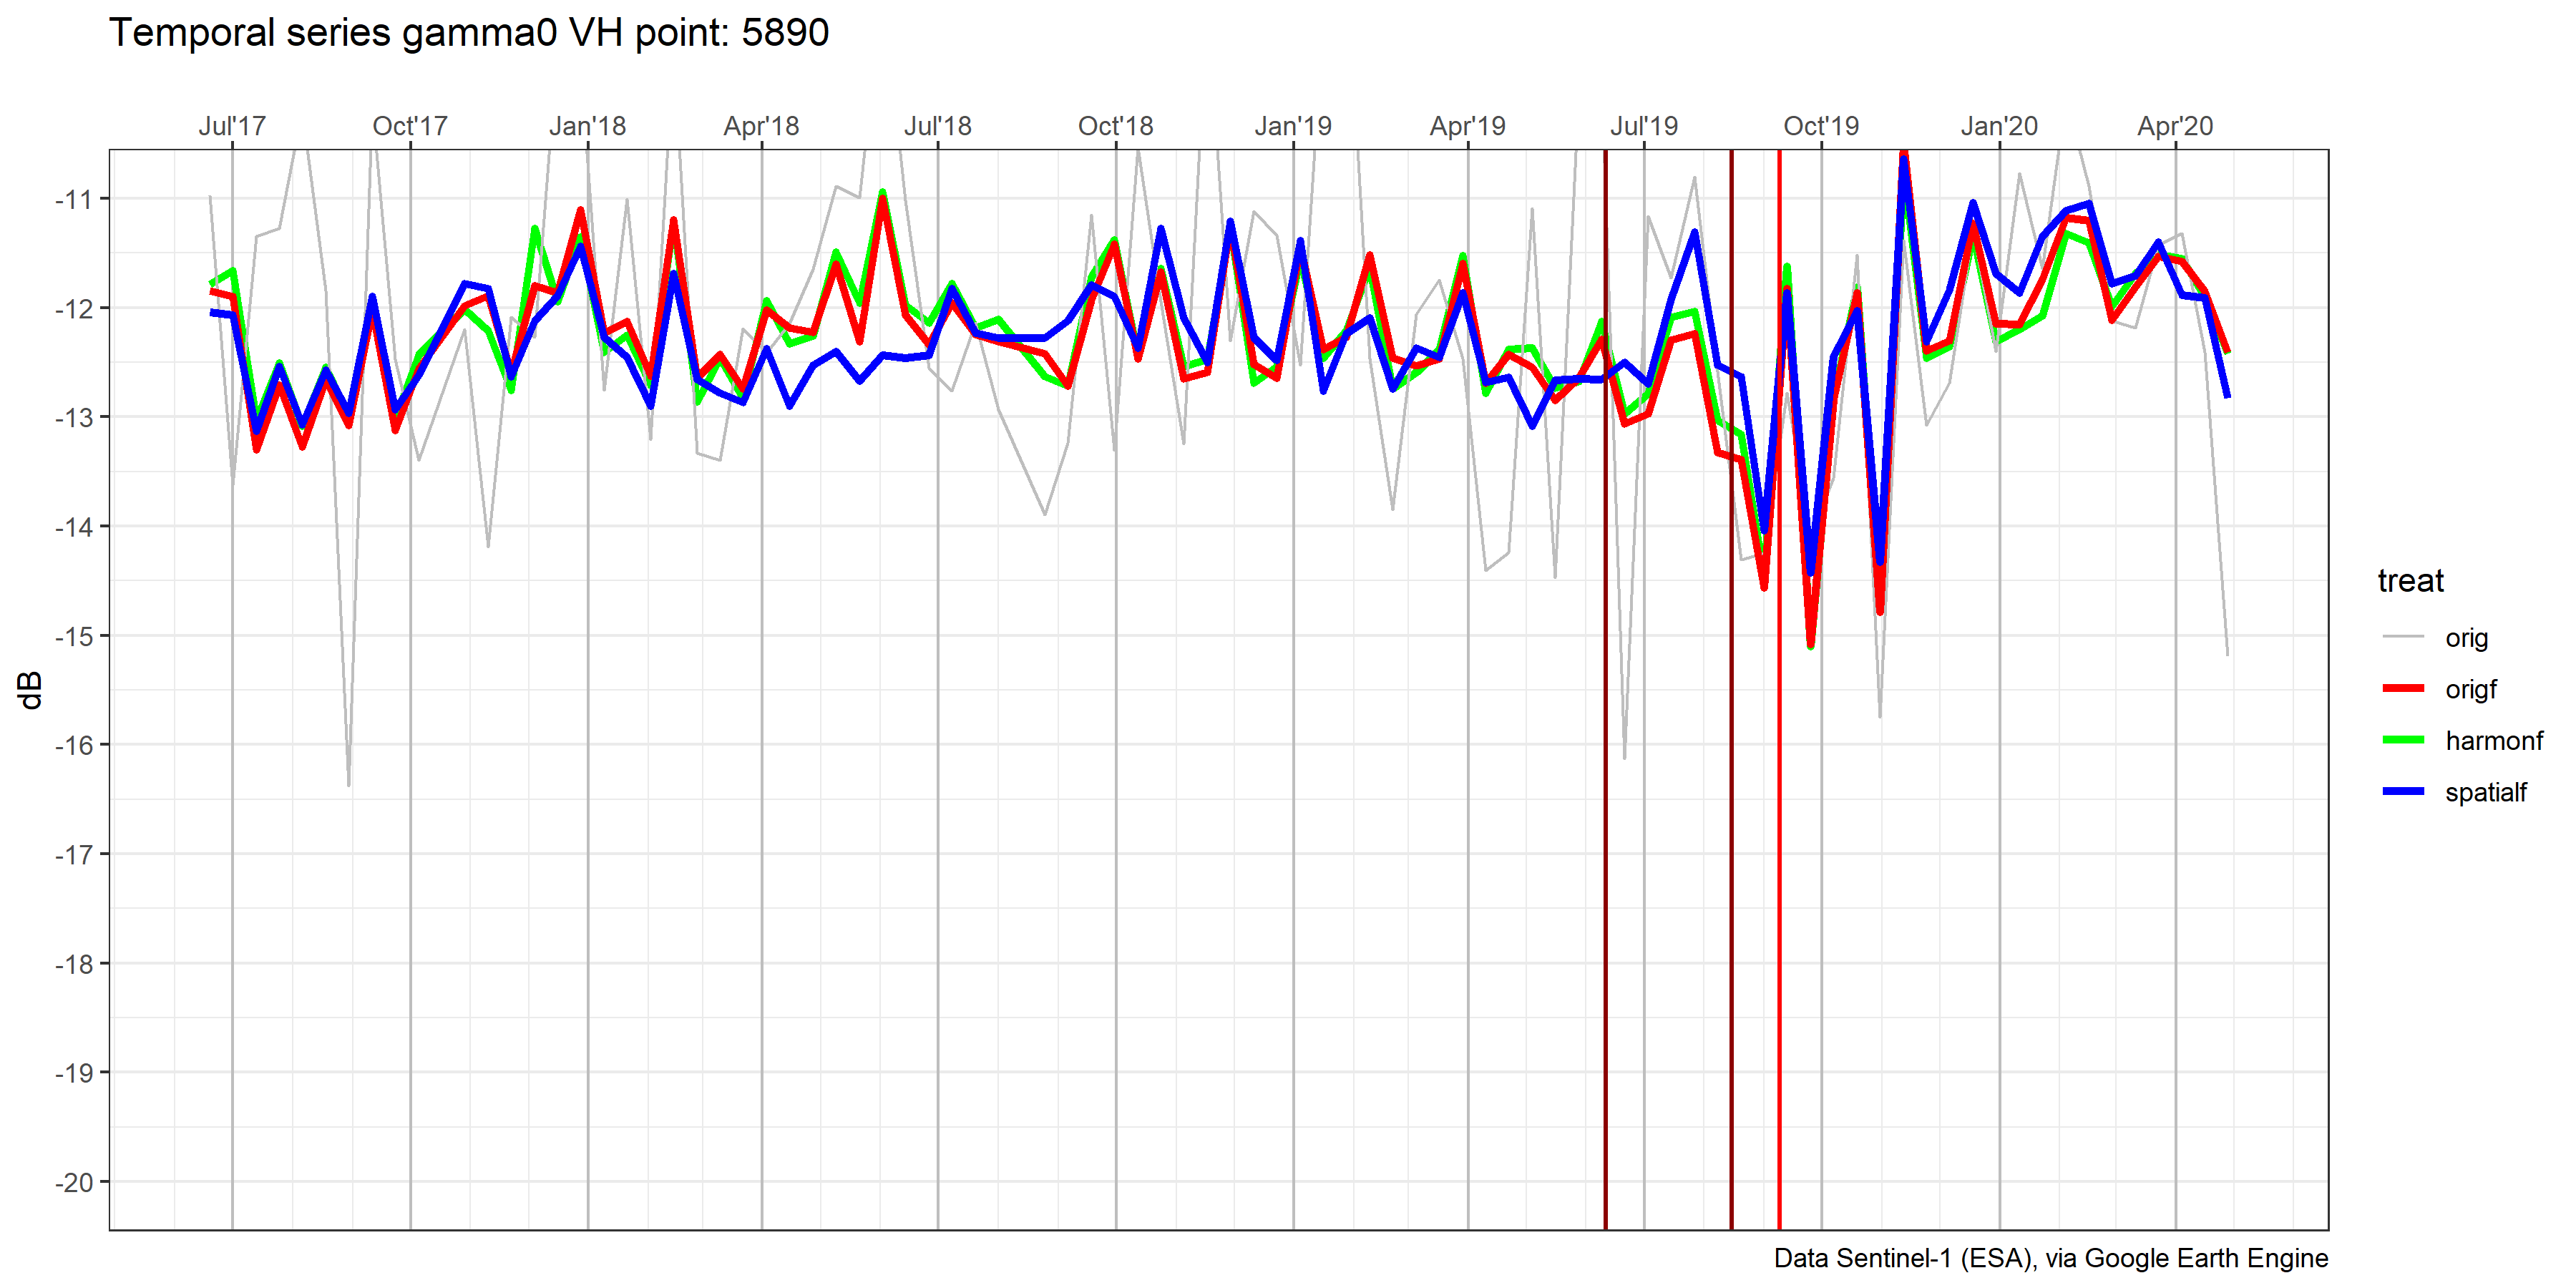 Temporal series gamma0 VH point: 5890
Jul'17 Oct'17 Jan'18 Apr'18 Jul'18 Oct'18 Jan'19 Apr'19 Jul'19 Oct'19 Jan'20 Apr'20
-11
-12
-13
-14
-15
-16
-17
-18
-19
-20
dB
treat
orig
origf
harmonf
spatialf
Data Sentinel-1 (ESA), via Google Earth Engine